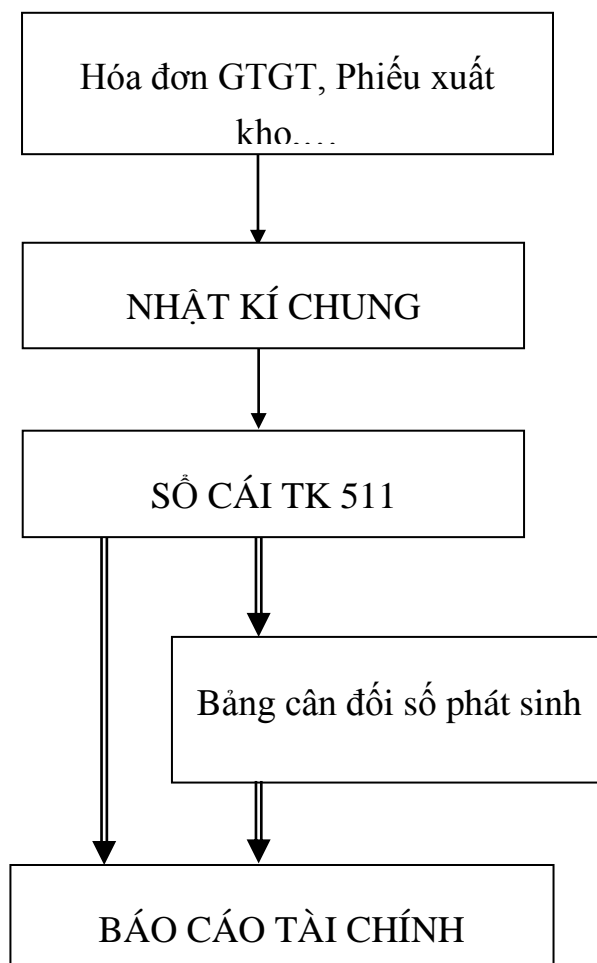 Hóa đơn GTGT, Phiếu xuất
kho,…
NHẬT KÍ CHUNG
SỔ CÁI TK 511
Bảng cân đối số phát sinh
BÁO CÁO TÀI CHÍNH